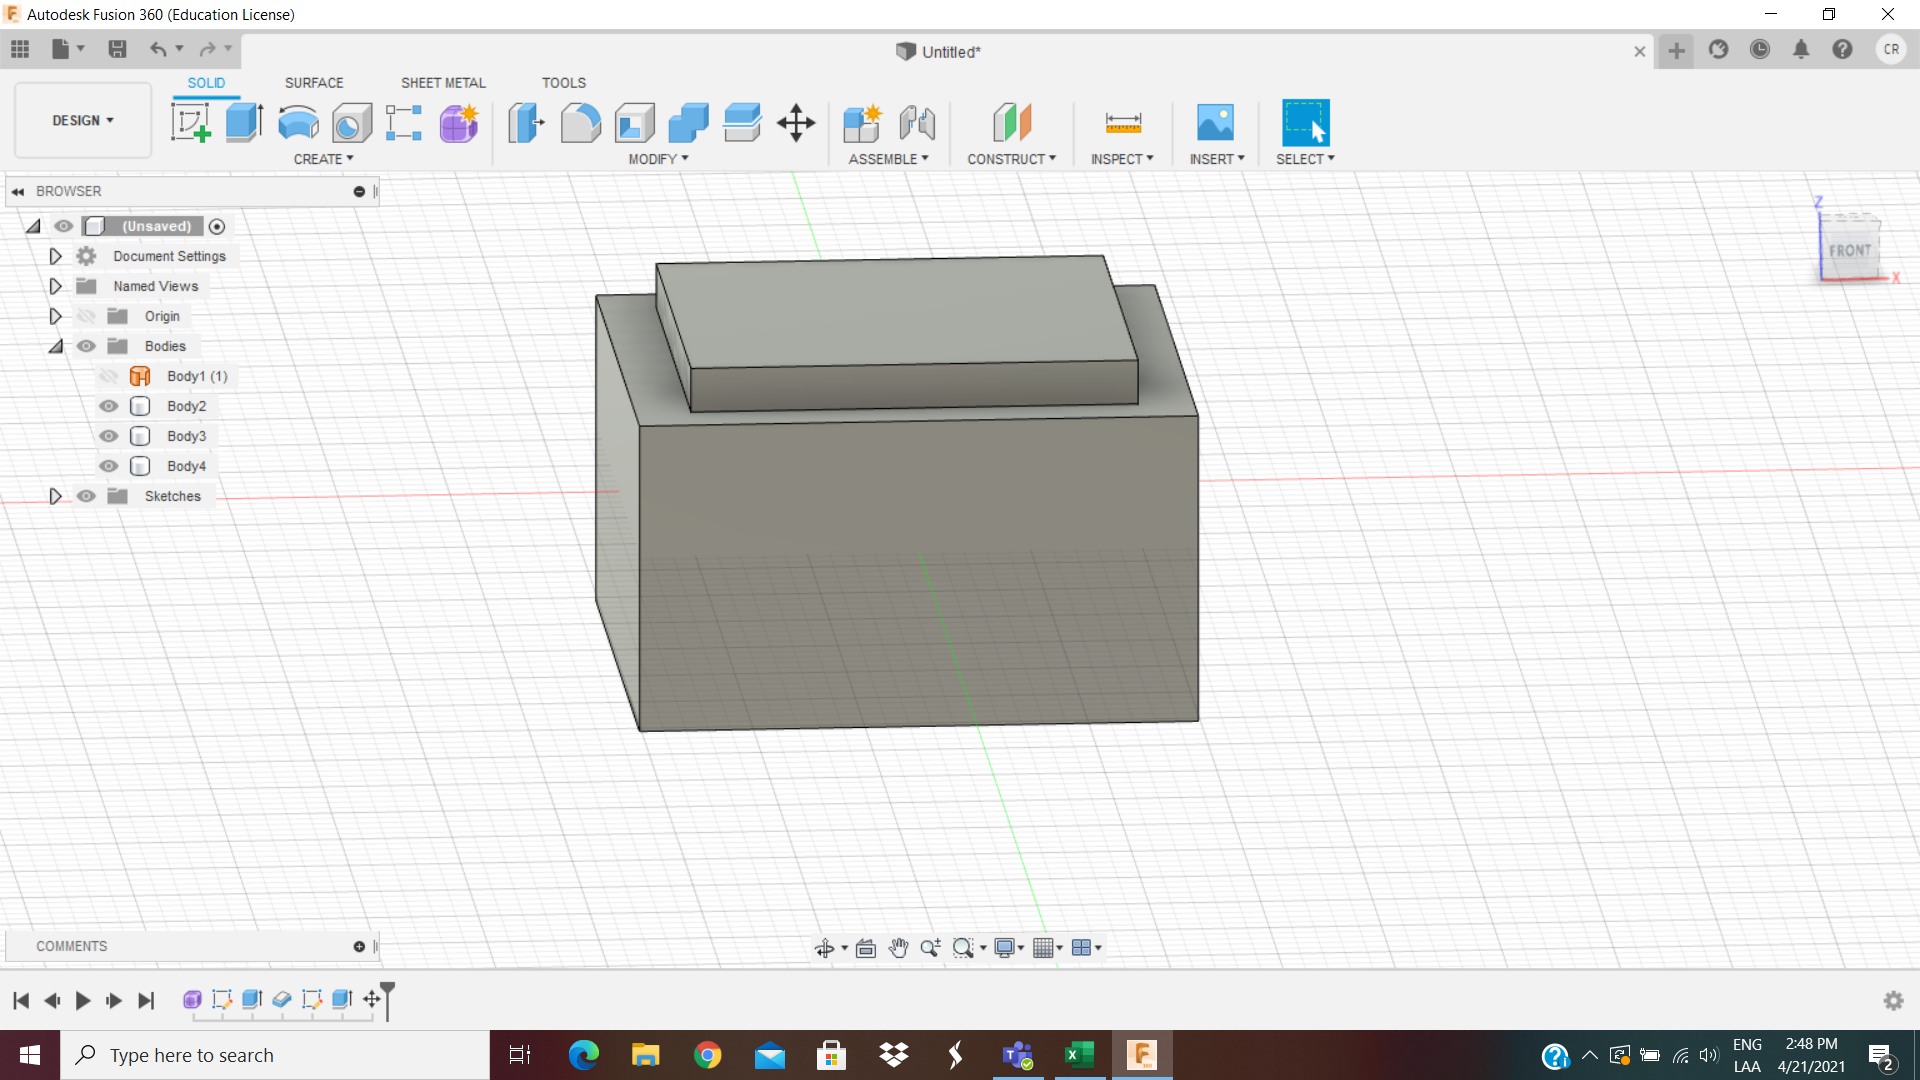 Autodesk Fusion 360 (Education License)
Untitled*
CR
SOLID
SURFACE
SHEET METAL
TOOLS
DESIGN
CREATE
MODIFY
ASSEMBLE
CONSTRUCT
INSPECT
INSERT
SELECT
BROWSER
(Unsaved)
Document Settings
Named Views
Origin
Bodies
Body1 (1)
Body2
Body3
Body4
Sketches
Z
FRONT
X
COMMENTS
Type here to search
ENG
LAA
2:48 PM
4/21/2021
2